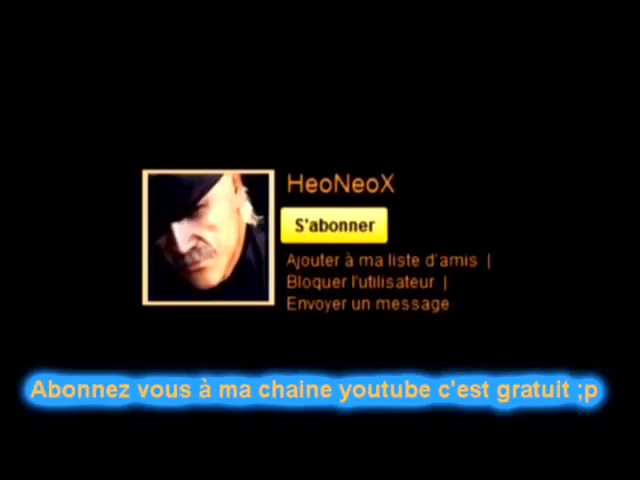 HeoNeoX
S'abonner
Ajouter à ma liste d'amis |
Bloquer l'utilisateur |
Envoyer un message
Abonnez vous à ma chaine youtube c'est gratuit ;p